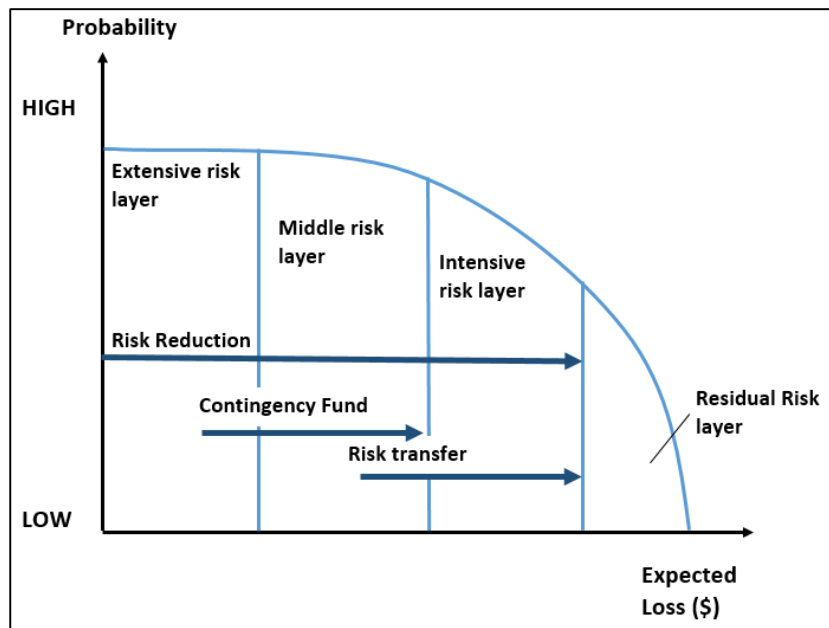 Probability
HIGH
Extensive risk
layer
Middle risk
layer
Intensive
risk layer
Risk Reduction
Contingency Fund
Residual Risk
layer
Risk transfer
LOW
Expected
Loss ($)